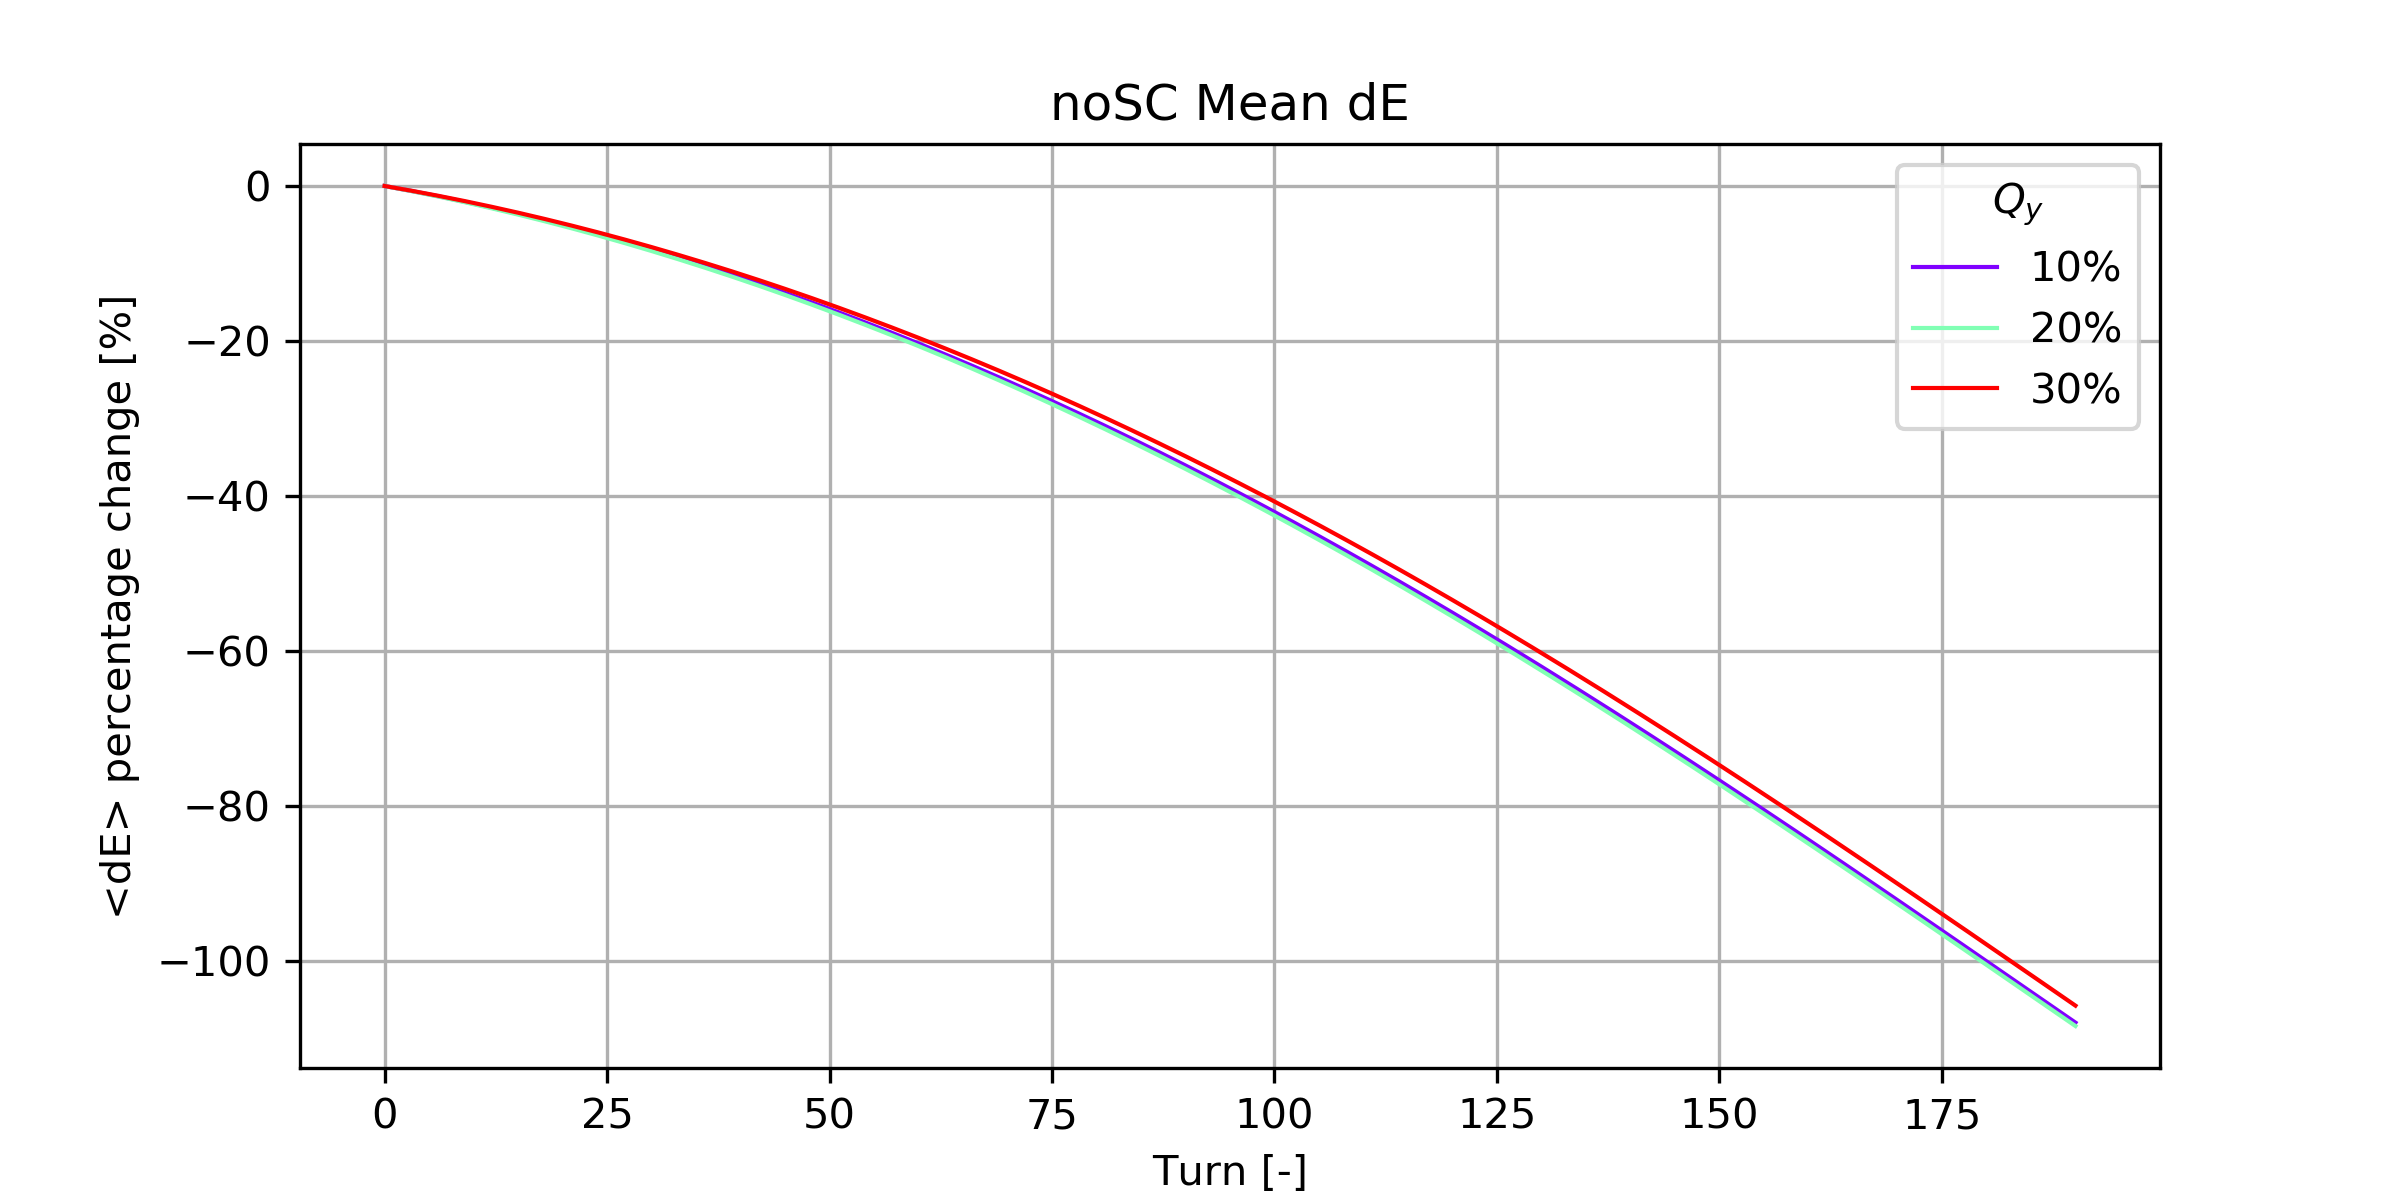 noSC Mean dE
<dE> percentage change [%]
0
−20
−40
−60
−80
−100
Q_y
10%
20%
30%
0 25 50 75 100 125 150 175
Turn [-]